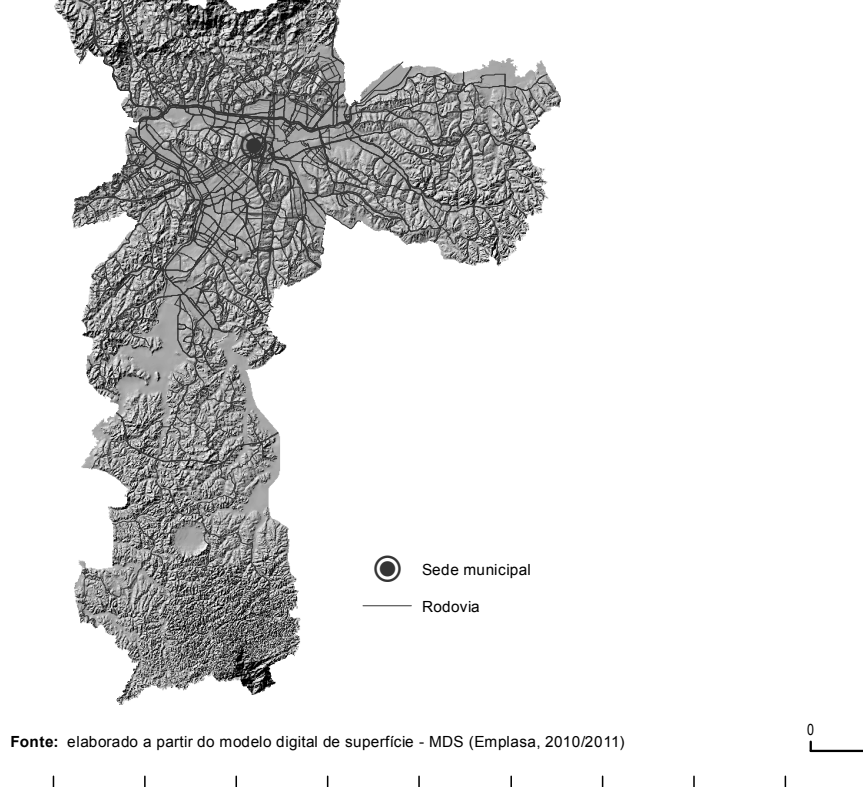 Sede municipal
Rodovia
Fonte: elaborado a partir do modelo digital de superfície - MDS (Emplasa, 2010/2011)
0